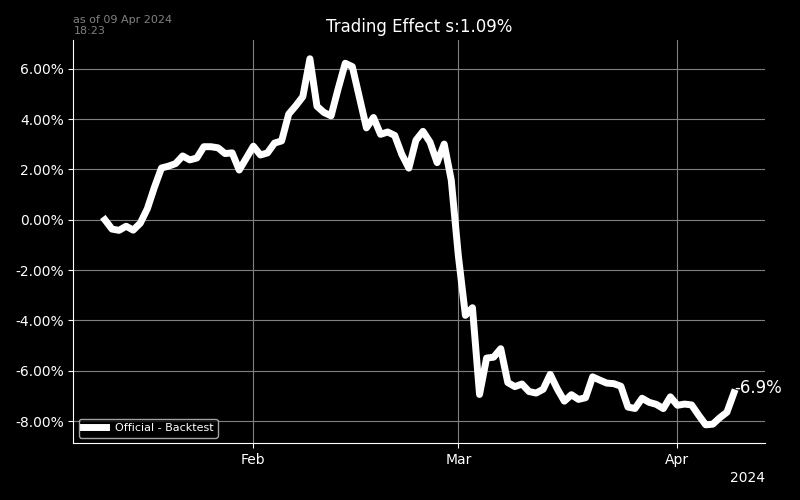 as of 09 Apr 2024
18:23
Trading Effect s:1.09%
6.00%
4.00%
2.00%
0.00%
-2.00%
-4.00%
-6.00%
-8.00%
-6.9%
Official - Backtest
Feb Mar Apr
2024